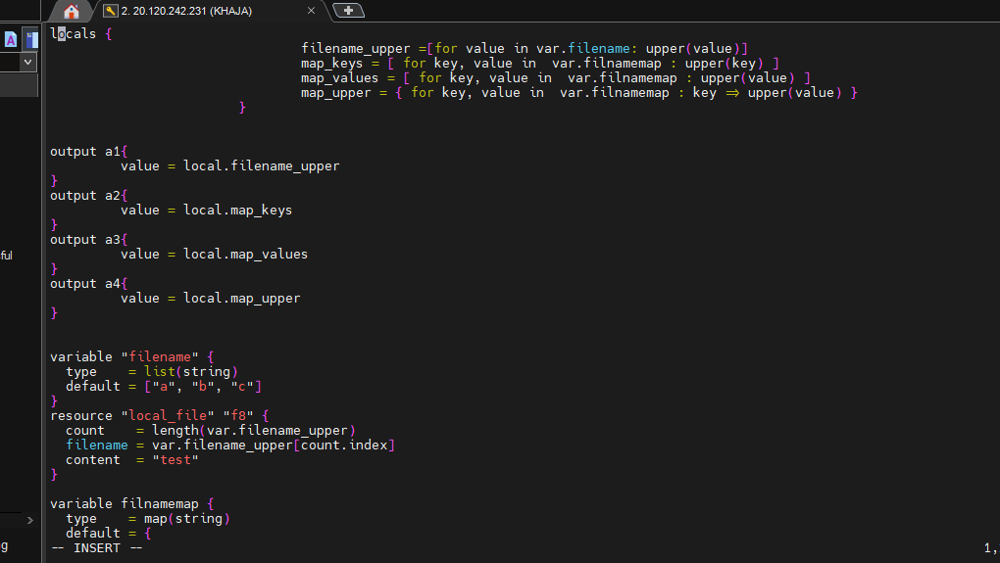 2. 20.120.242.231 (KHAJA)
locals {
filename_upper =[for value in var.filename: upper(value)]
map_keys = [ for key, value in  var.filnamemap : upper(key) ]
map_values = [ for key, value in  var.filnamemap : upper(value) ]
map_upper = { for key, value in  var.filnamemap : key => upper(value) }
}
output a1{
value = local.filename_upper
}
output a2{
value = local.map_keys
}
output a3{
value = local.map_values
}
output a4{
value = local.map_upper
}
variable "filename" {
type    = list(string)
default = ["a", "b", "c"]
}
resource "local_file" "f8" {
count    = length(var.filename_upper)
filename = var.filename_upper[count.index]
content  = "test"
}
variable filnamemap {
type    = map(string)
default = {
-- INSERT --
1,
A
ful
g